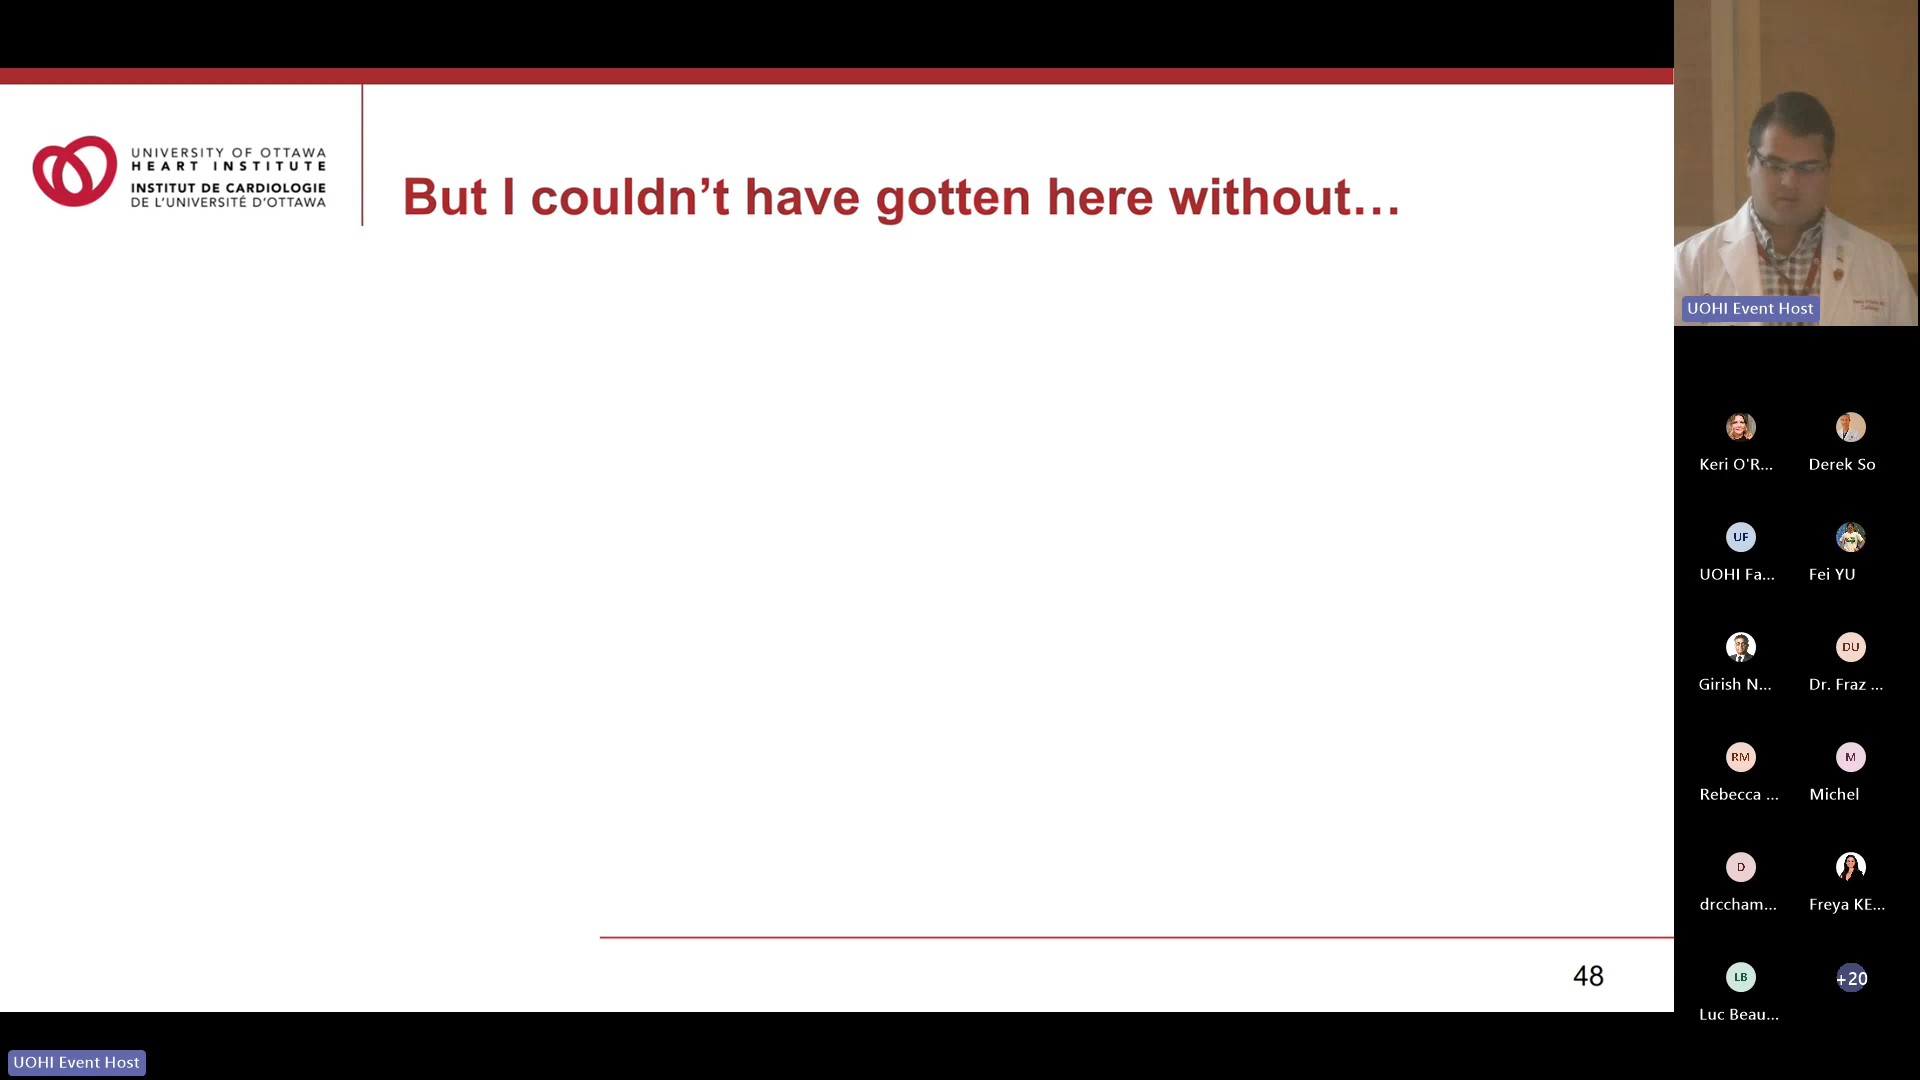 UNIVERSITY OF OTTAWA
HEART INSTITUTE
INSTITUT DE CARDIOLOGIE
DE L'UNIVERSITÉ D'OTTAWA
But I couldn't have gotten here without...
48
UOHI Event Host
Keri O'R...
Derek So
UF
UOHI Fa...
Fei YU
Girish N...
DU
Dr. Fraz ...
RM
Rebecca ...
M
Michel
D
drccham...
Freya KE...
LB
Luc Beau...
+20
UOHI Event Host